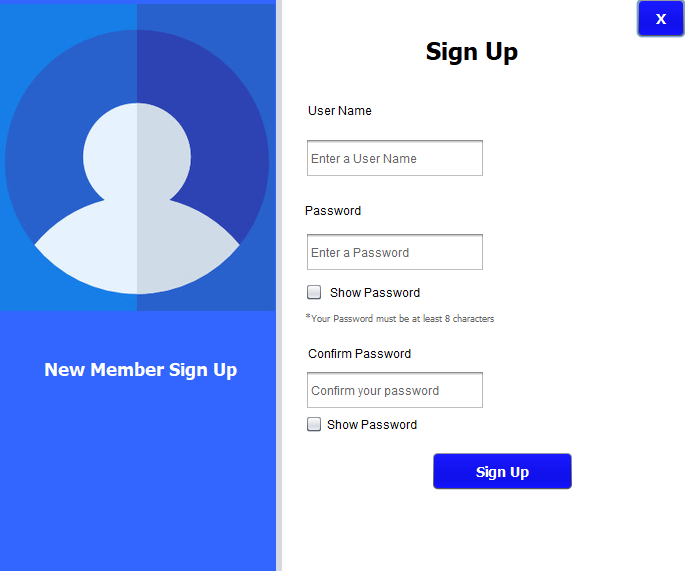 X
Sign Up
User Name
Enter a User Name
Password
Enter a Password
Show Password
*Your Password must be at least 8 characters
New Member Sign Up
Confirm Password
Confirm your password
Show Password
Sign Up